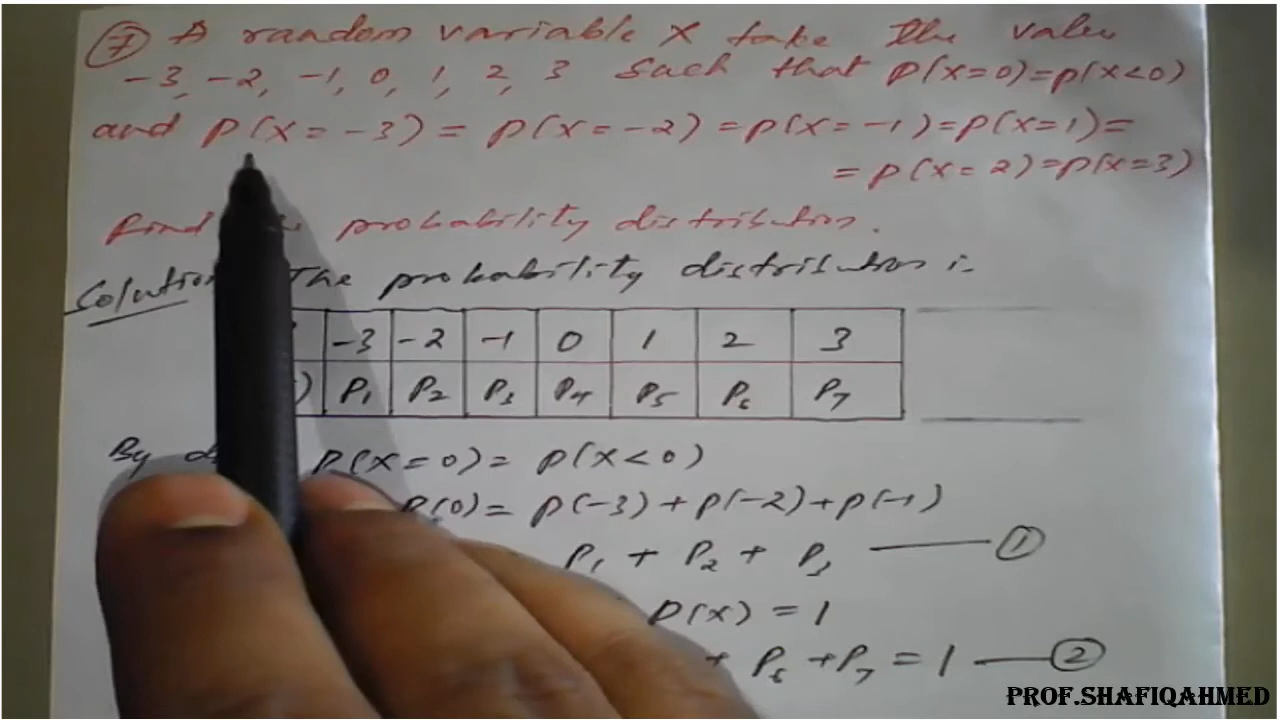 7 A random variable X take the value
-3, -2, -1, 0, 1, 2, 3 Such that P(X=0)=P(X<0)
and P(X=-3) = P(X=-2) = P(X=-1) = P(X=1) =
= P(X=2) = P(X=3)
find probability distribution.
Solution The probability distribution is
-3 -2 -1 0 1 2 3
) P1 P2 P3 P4 P5 P6 P7
By P(X=0) = P(X<0)
P(0) = P(-3) + P(-2) + P(-1)
P1 + P2 + P3 — 1
P(X) = 1
+ P6 + P7 = 1 — 2
PROF.SHAFIQAHMED